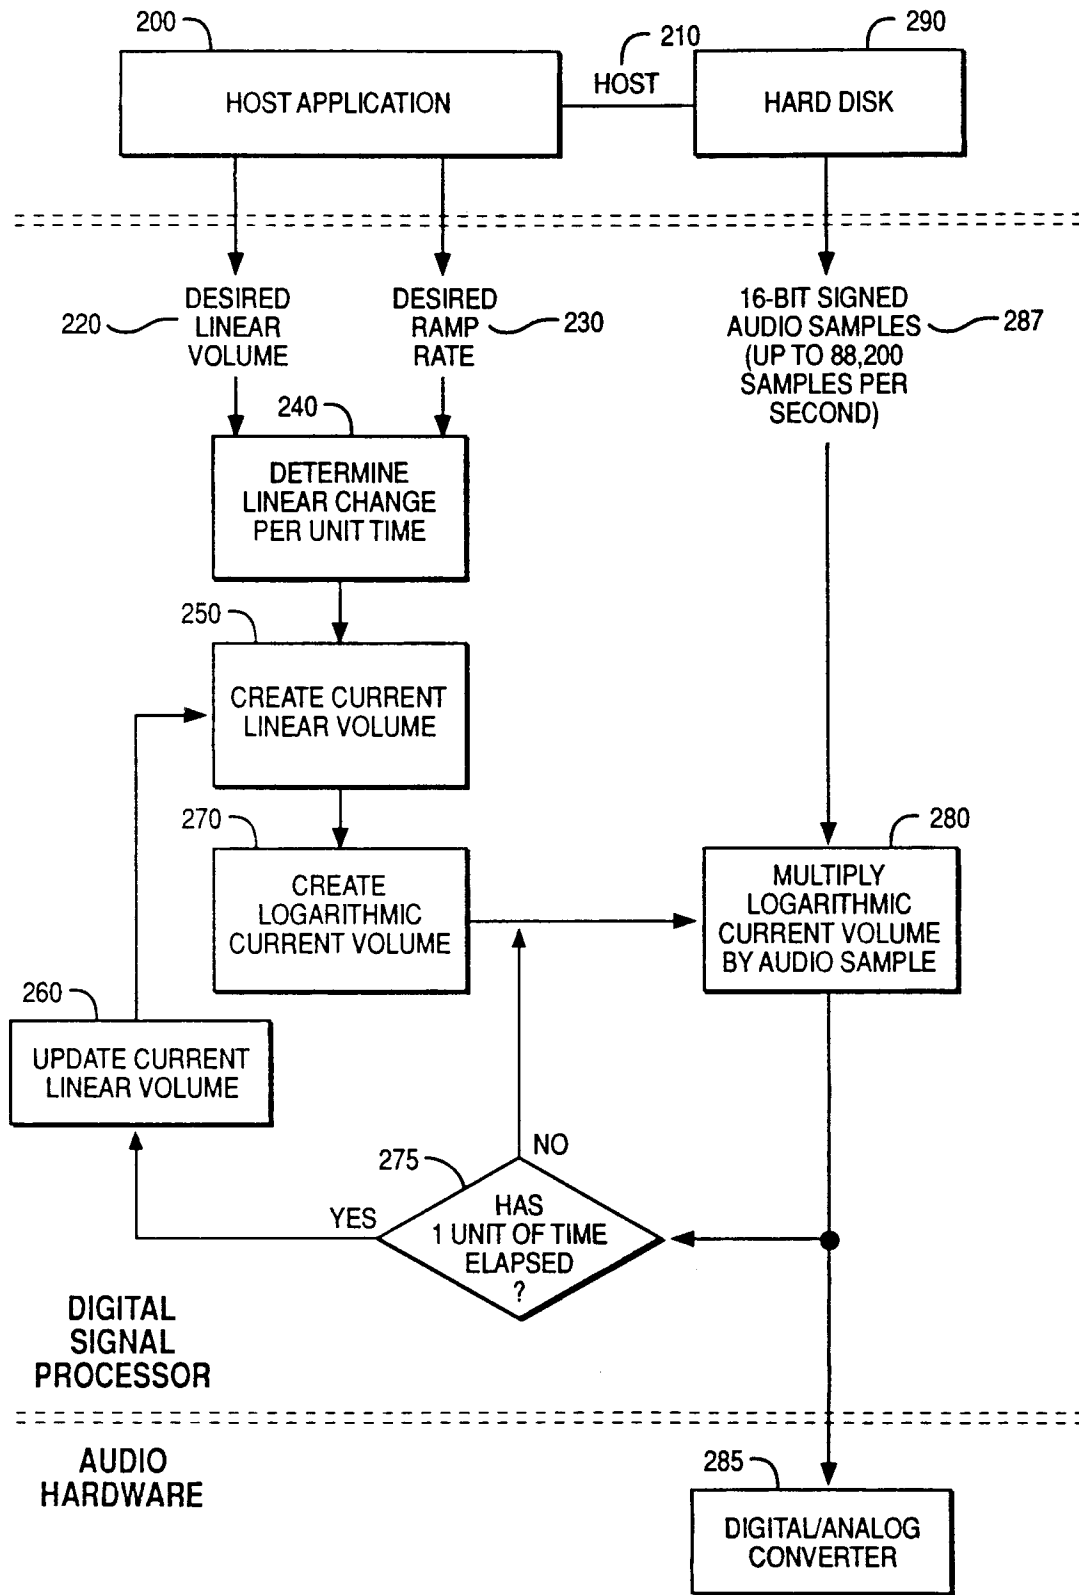 200
210
290
HOST APPLICATION
HOST
HARD DISK
220
DESIRED
LINEAR
VOLUME
DESIRED
RAMP
RATE
230
16-BIT SIGNED
AUDIO SAMPLES
(UP TO 88,200
SAMPLES PER
SECOND)
287
240
DETERMINE
LINEAR CHANGE
PER UNIT TIME
250
CREATE CURRENT
LINEAR VOLUME
270
CREATE
LOGARITHMIC
CURRENT VOLUME
280
MULTIPLY
LOGARITHMIC
CURRENT VOLUME
BY AUDIO SAMPLE
260
UPDATE CURRENT
LINEAR VOLUME
275
NO
YES
HAS
1 UNIT OF TIME
ELAPSED
?
DIGITAL
SIGNAL
PROCESSOR
AUDIO
HARDWARE
285
DIGITAL/ANALOG
CONVERTER